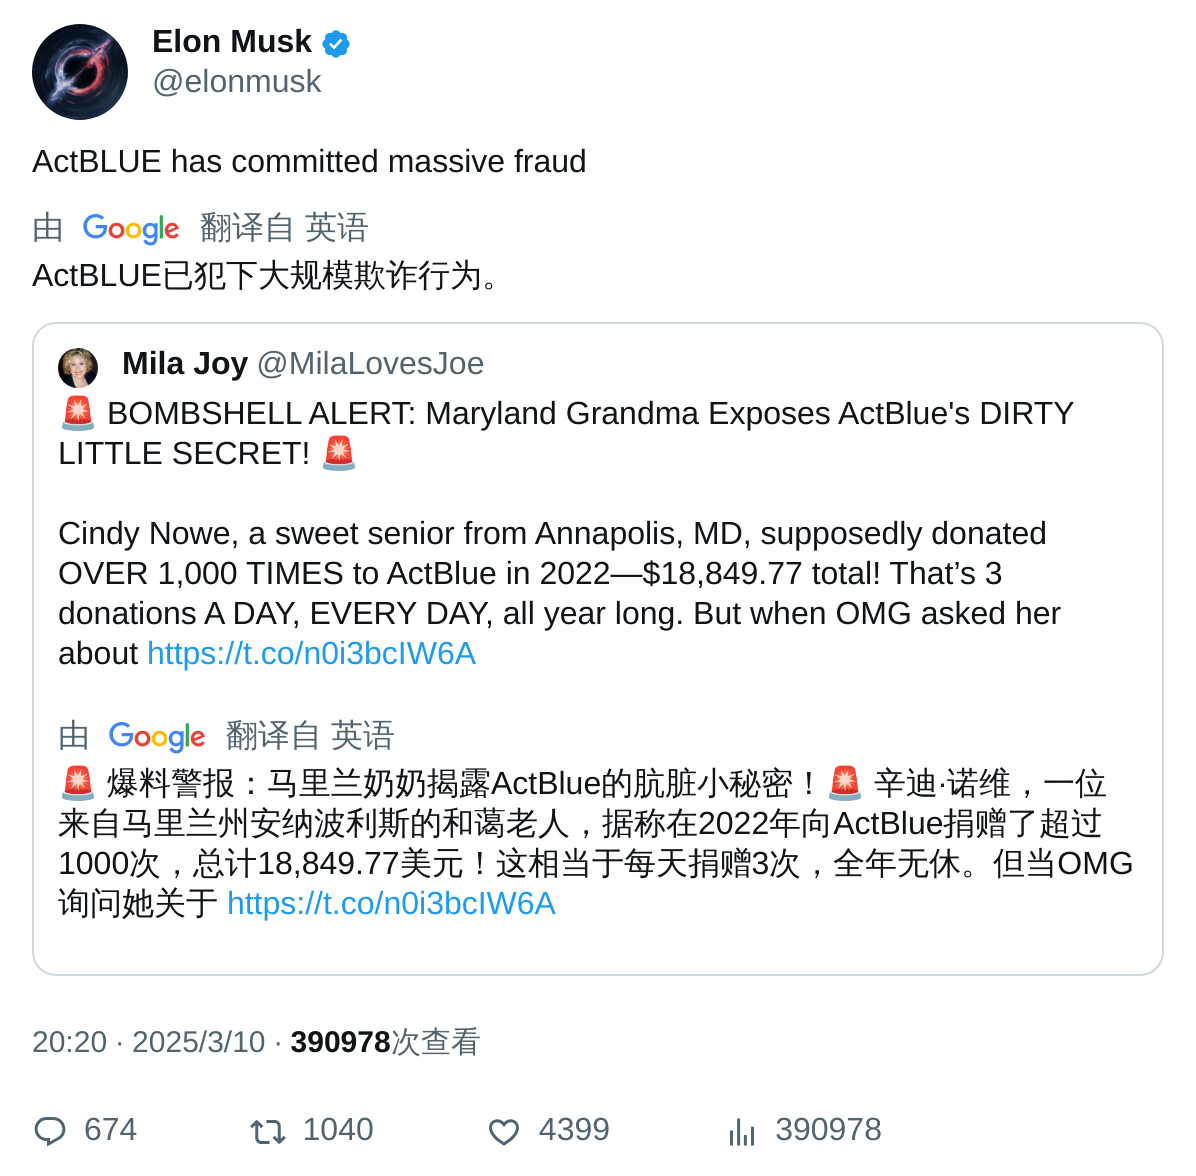 Elon Musk
@elonmusk
ActBLUE has committed massive fraud
由 Google 翻译自 英语
ActBLUE已犯下大规模欺诈行为。
Mila Joy @MilaLovesJoe
🚨 BOMBSHELL ALERT: Maryland Grandma Exposes ActBlue's DIRTY
LITTLE SECRET! 🚨
Cindy Nowe, a sweet senior from Annapolis, MD, supposedly donated
OVER 1,000 TIMES to ActBlue in 2022—$18,849.77 total! That’s 3
donations A DAY, EVERY DAY, all year long. But when OMG asked her
about https://t.co/n0i3bcIW6A
由 Google 翻译自 英语
🚨 爆料警报：马里兰奶奶揭露ActBlue的肮脏小秘密！🚨 辛迪·诺维，一位
来自马里兰州安纳波利斯的和蔼老人，据称在2022年向ActBlue捐赠了超过
1000次，总计18,849.77美元！这相当于每天捐赠3次，全年无休。但当OMG
询问她关于 https://t.co/n0i3bcIW6A
20:20 · 2025/3/10 · 390978次查看
674 1040 4399 390978